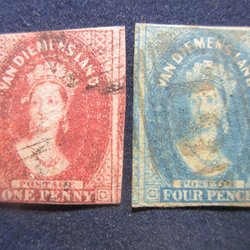 VAN DIEMENS LAND
POSTAGE
ONE PENNY
VAN DIEMENS LAND
POSTAGE
FOUR PENCE